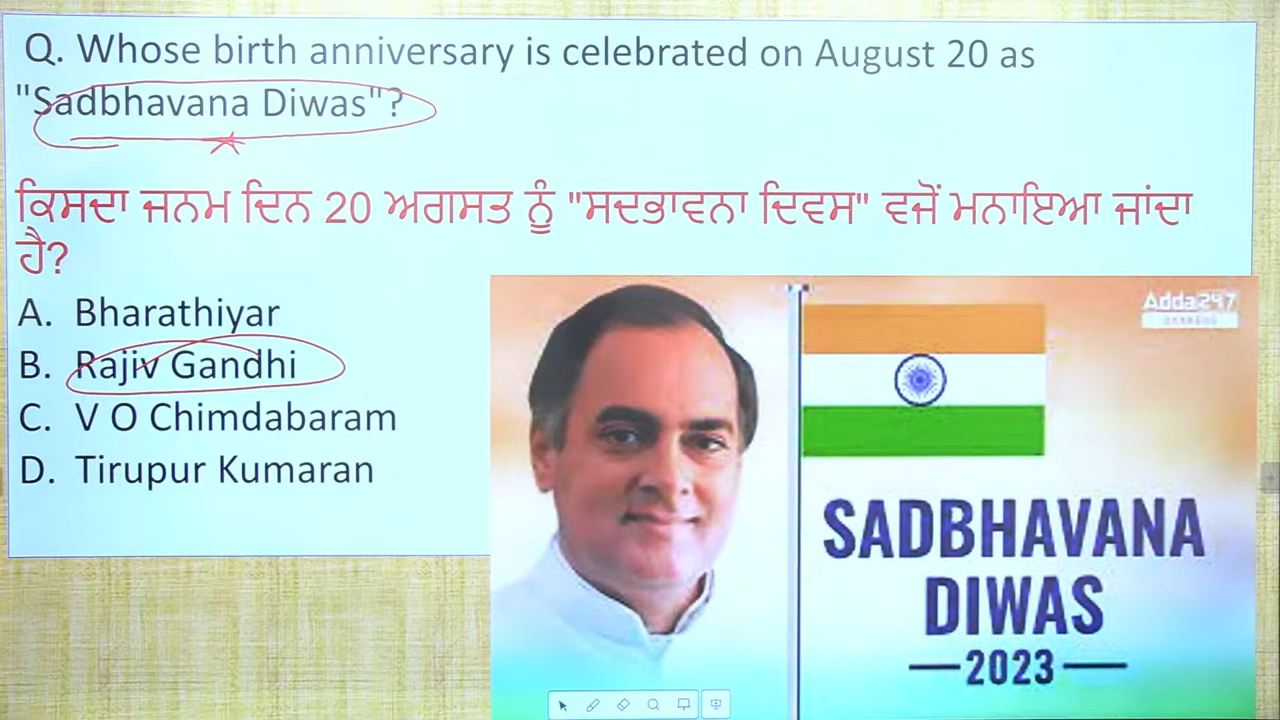 Q. Whose birth anniversary is celebrated on August 20 as
"Sadbhavana Diwas"?
ਕਿਸਦਾ ਜਨਮ ਦਿਨ 20 ਅਗਸਤ ਨੂੰ "ਸਦਭਾਵਨਾ ਦਿਵਸ" ਵਜੋਂ ਮਨਾਇਆ ਜਾਂਦਾ
ਹੈ?
A. Bharathiyar
B. Rajiv Gandhi
C. V O Chimdabaram
D. Tirupur Kumaran
Adda247
SADBHAVANA
DIWAS
2023